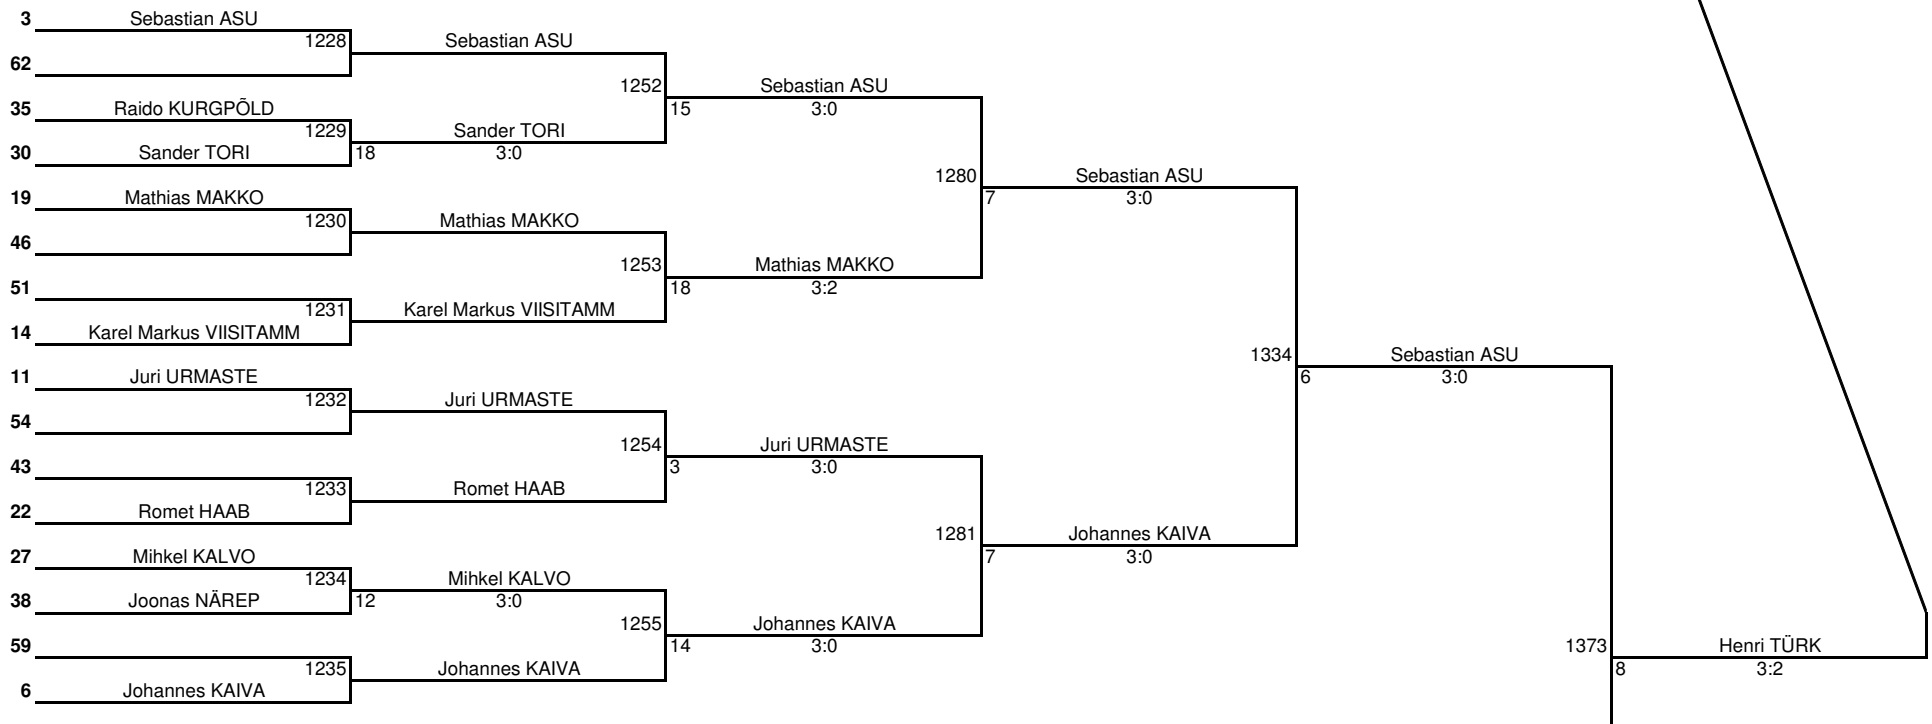 3 Sebastian ASU
1228 Sebastian ASU
62
1252 Sebastian ASU
35 Raido KURGPÕLD 15 3:0
1229 Sander TORI
30 Sander TORI 18 3:0
1280 Sebastian ASU
19 Mathias MAKKO 7 3:0
1230 Mathias MAKKO
46
1253 Mathias MAKKO
51 18 3:2
1231 Karel Markus VIISITAMM
14 Karel Markus VIISITAMM
1334 Sebastian ASU
11 Juri URMASTE 6 3:0
1232 Juri URMASTE
54
1254 Juri URMASTE
43 3 3:0
1233 Romet HAAB
22 Romet HAAB
1281 Johannes KAIVA
27 Mihkel KALVO 7 3:0
1234 Mihkel KALVO
38 Joonas NÄREP 12 3:0
1255 Johannes KAIVA
59 14 3:0
1373 Henri TÜRK
1235 Johannes KAIVA 8 3:2
6 Johannes KAIVA